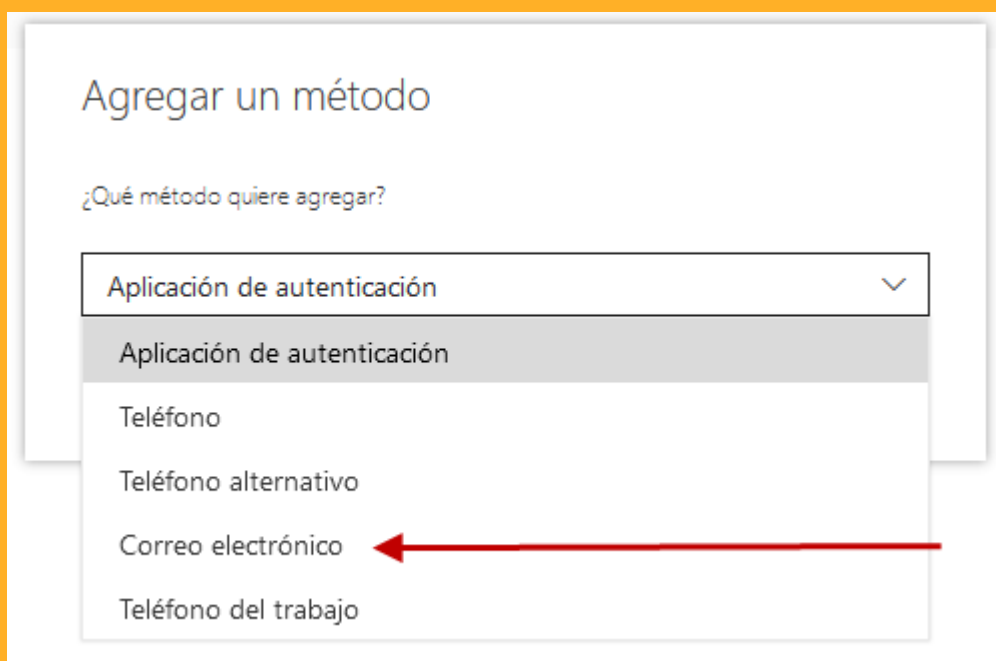 Agregar un método
¿Qué método quiere agregar?
Aplicación de autenticación
Aplicación de autenticación
Teléfono
Teléfono alternativo
Correo electrónico
Teléfono del trabajo